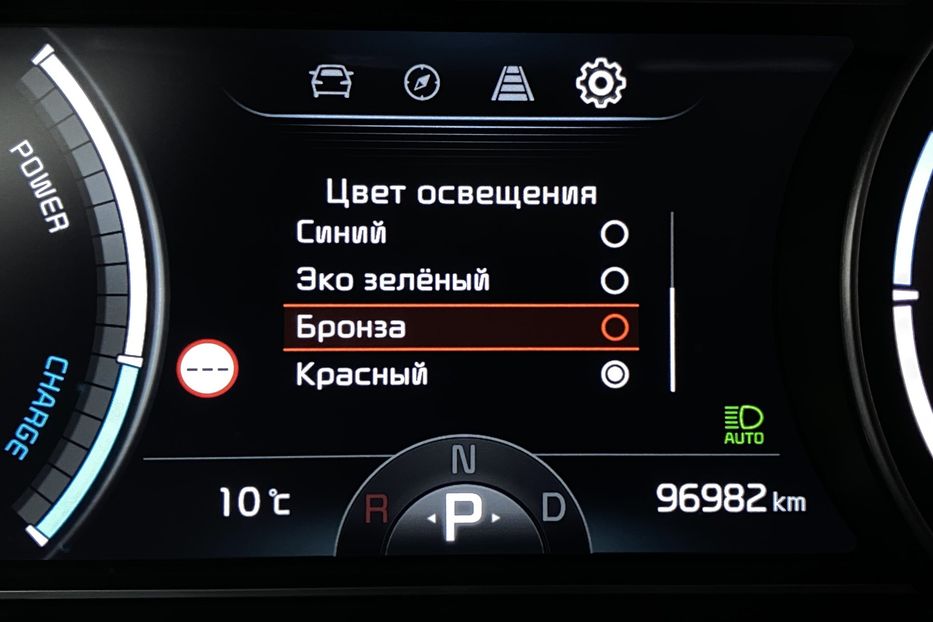 POWER
CHARGE
Цвет освещения
Синий
Эко зелёный
Бронза
Красный
---
AUTO
10°C
N
R
P
D
96982 km